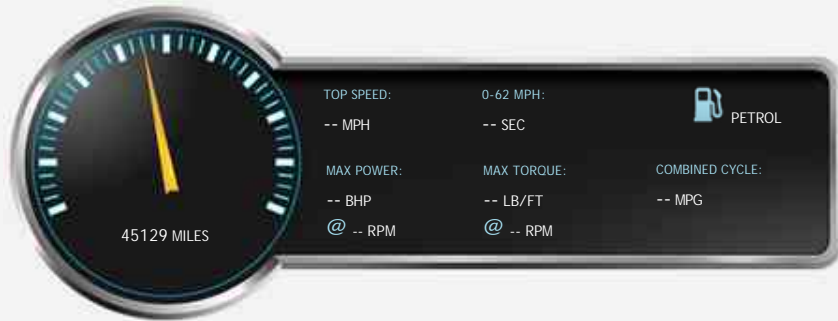 TOP SPEED:
-- MPH
0-62 MPH:
-- SEC
PETROL
MAX POWER:
-- BHP
@ -- RPM
MAX TORQUE:
-- LB/FT
@ -- RPM
COMBINED CYCLE:
-- MPG
45129 MILES